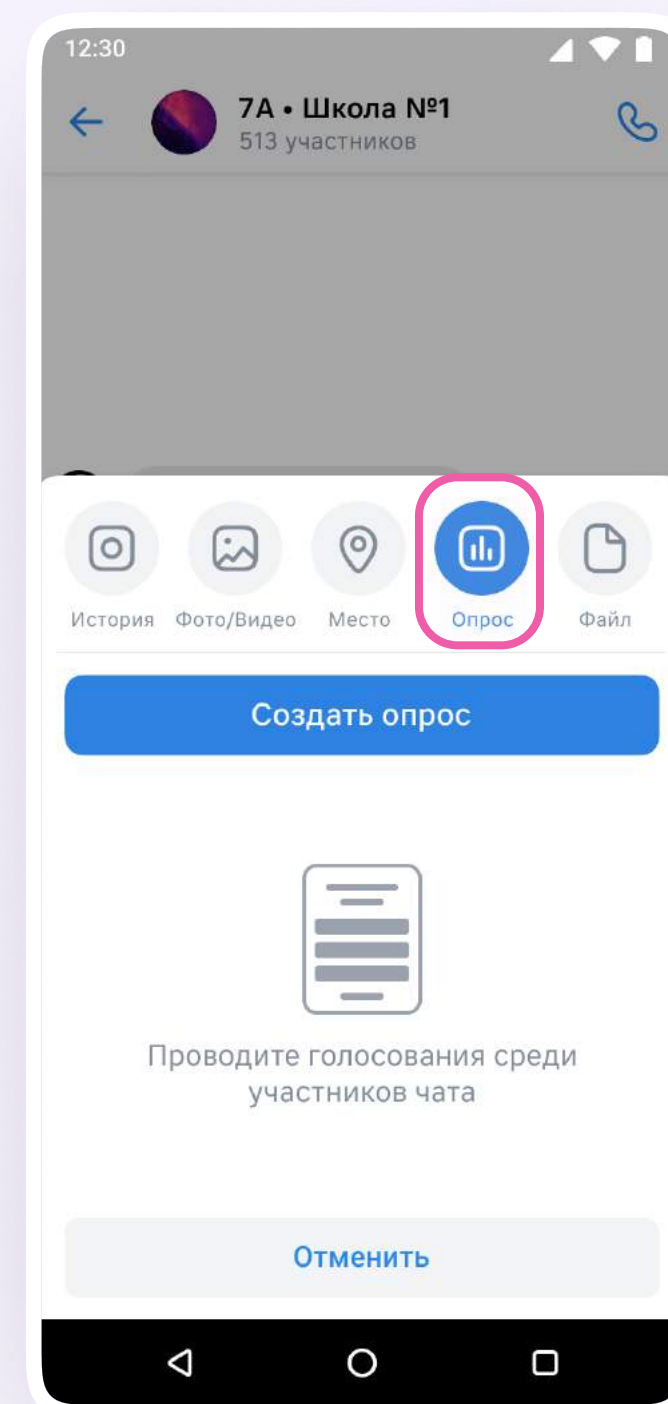 12:30
7А • Школа №1
513 участников
История Фото/Видео Место Опрос Файл
Создать опрос
Проводите голосования среди
участников чата
Отменить